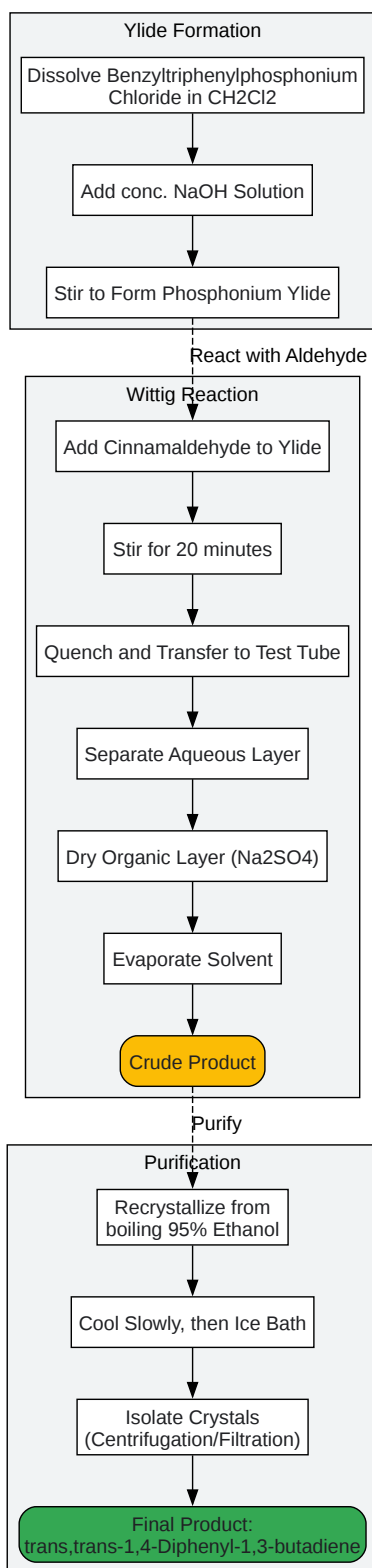 Ylide Formation
Dissolve Benzyltriphenylphosphonium
Chloride in CH2Cl2
Add conc. NaOH Solution
Stir to Form Phosphonium Ylide
React with Aldehyde
Wittig Reaction
Add Cinnamaldehyde to Ylide
Stir for 20 minutes
Quench and Transfer to Test Tube
Separate Aqueous Layer
Dry Organic Layer (Na2SO4)
Evaporate Solvent
Crude Product
Purify
Purification
Recrystallize from
boiling 95% Ethanol
Cool Slowly, then Ice Bath
Isolate Crystals
(Centrifugation/Filtration)
Final Product:
trans,trans-1,4-Diphenyl-1,3-butadiene